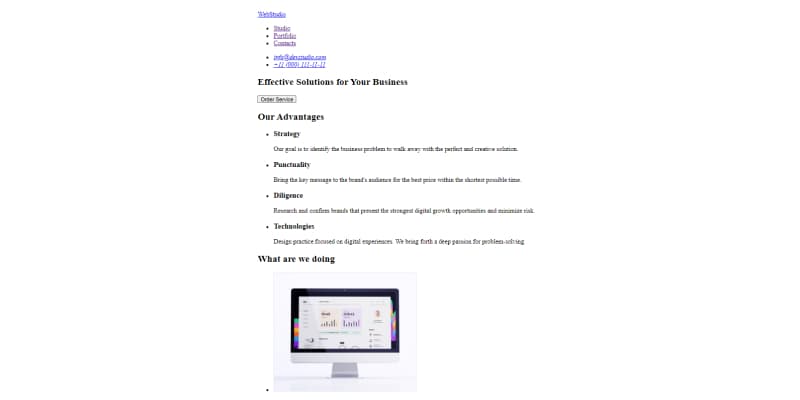 WebStudio
Studio
Portfolio
Contacts
info@devstudio.com
+11 (000) 111-11-11
Effective Solutions for Your Business
Order Service
Our Advantages
Strategy
Our goal is to identify the business problem to walk away with the perfect and creative solution.
Punctuality
Bring the key message to the brand's audience for the best price within the shortest possible time.
Diligence
Research and confirm brands that present the strongest digital growth opportunities and minimize risk.
Technologies
Design practice focused on digital experiences. We bring forth a deep passion for problem-solving
What are we doing